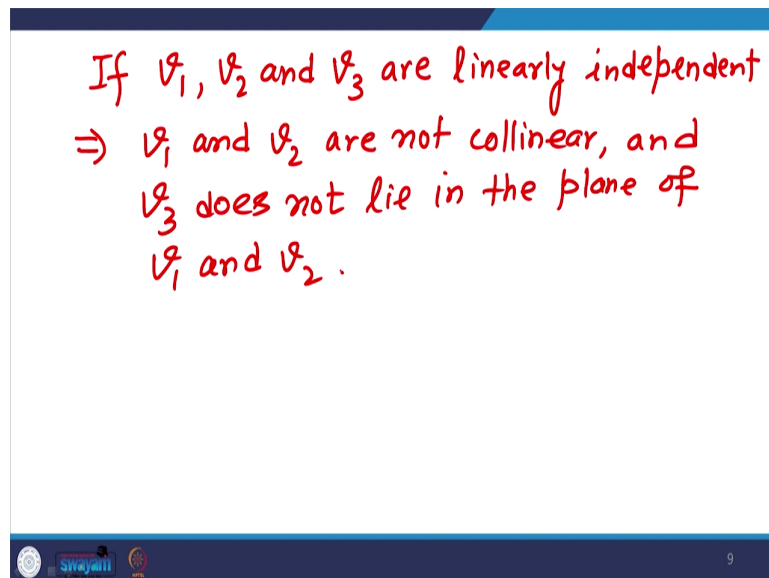 If v₁, v₂ and v₃ are linearly independent
⇒ v₁ and v₂ are not collinear, and
v₃ does not lie in the plane of
v₁ and v₂.
swayam
9